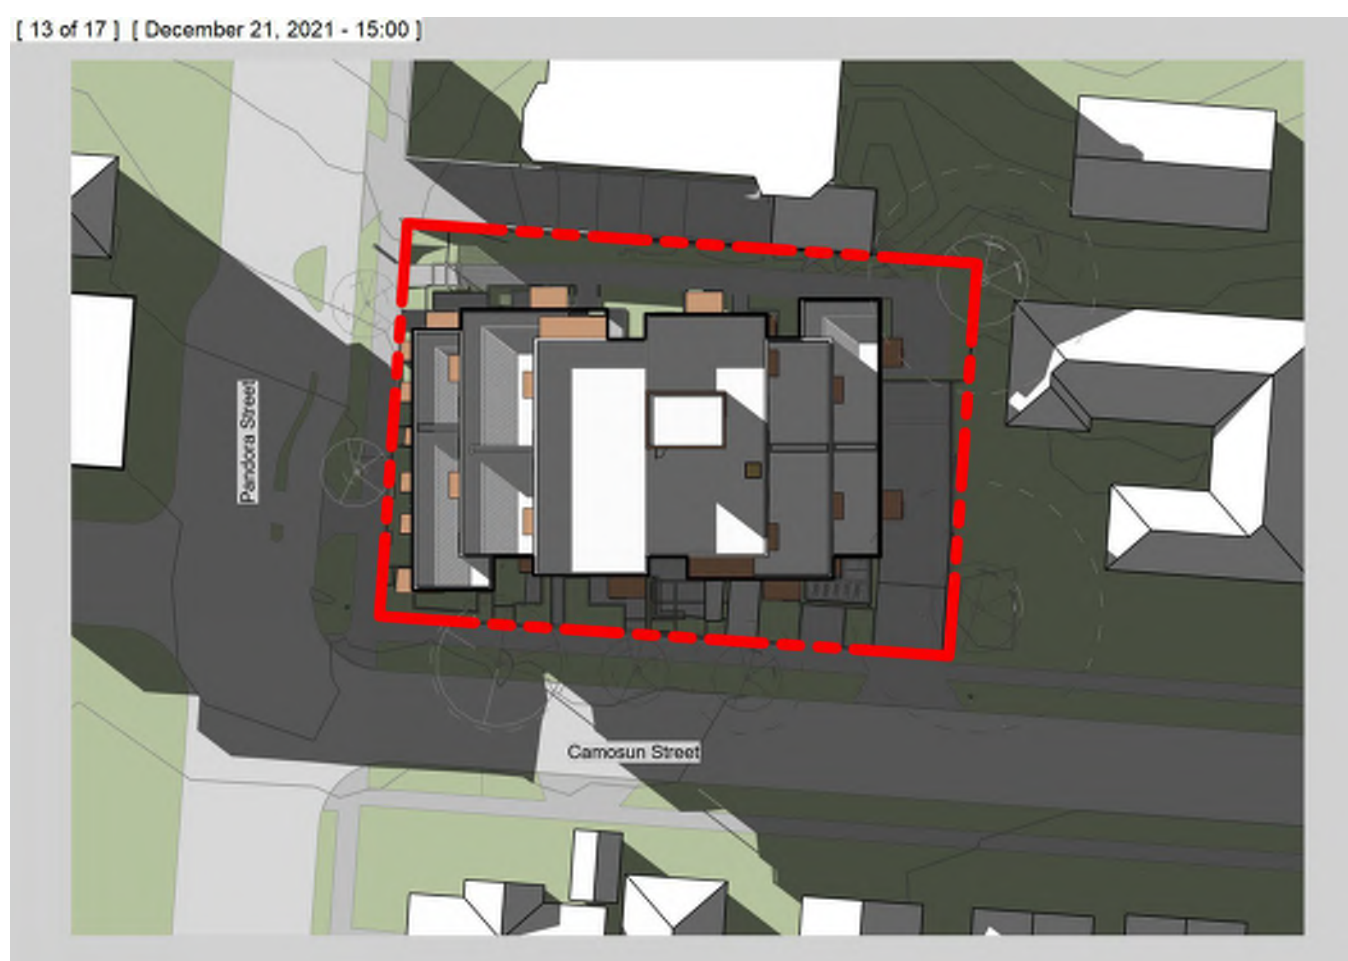 [ 13 of 17 ] [ December 21, 2021 - 15:00 ]
Pandora Street
Camosun Street